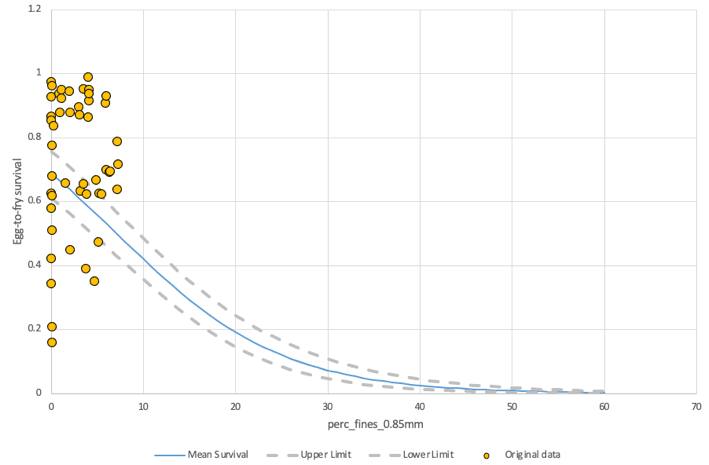 1.2
1
0.8
0.6
0.4
0.2
0
0 10 20 30 40 50 60 70
Egg-to-fry survival
perc_fines_0.85mm
Mean Survival Upper Limit Lower Limit Original data